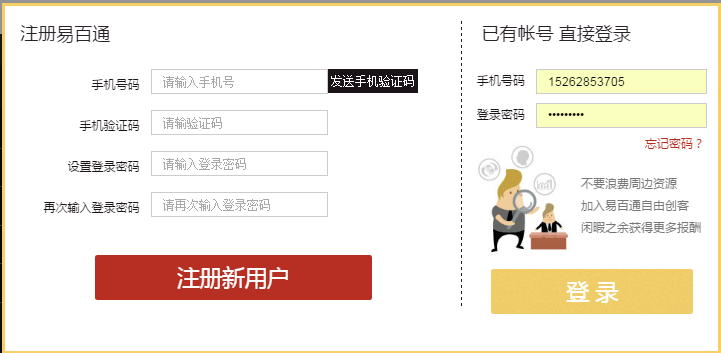 注册易百通
手机号码 请输入手机号 发送手机验证码
手机验证码 请输验证码
设置登录密码 请输入登录密码
再次输入登录密码 请再次输入登录密码
注册新用户
已有帐号 直接登录
手机号码 15262853705
登录密码 •••••••••
忘记密码？
不要浪费周边资源
加入易百通自由创客
闲暇之余获得更多报酬
登 录